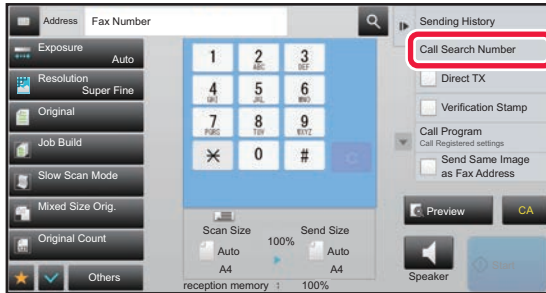 Address
Fax Number
Sending History
Call Search Number
Direct TX
Verification Stamp
Call Program
Call Registered settings
Send Same Image
as Fax Address
Preview
CA
Speaker
Start
Exposure
Auto
Resolution
Super Fine
Original
Job Build
Slow Scan Mode
Mixed Size Orig.
Original Count
Others
1
2
ABC
3
DEF
4
GHI
5
JKL
6
MNO
7
PQRS
8
TUV
9
WXYZ
0
#
C
Scan Size
100%
Send Size
Auto
A4
Auto
A4
reception memory : 100%